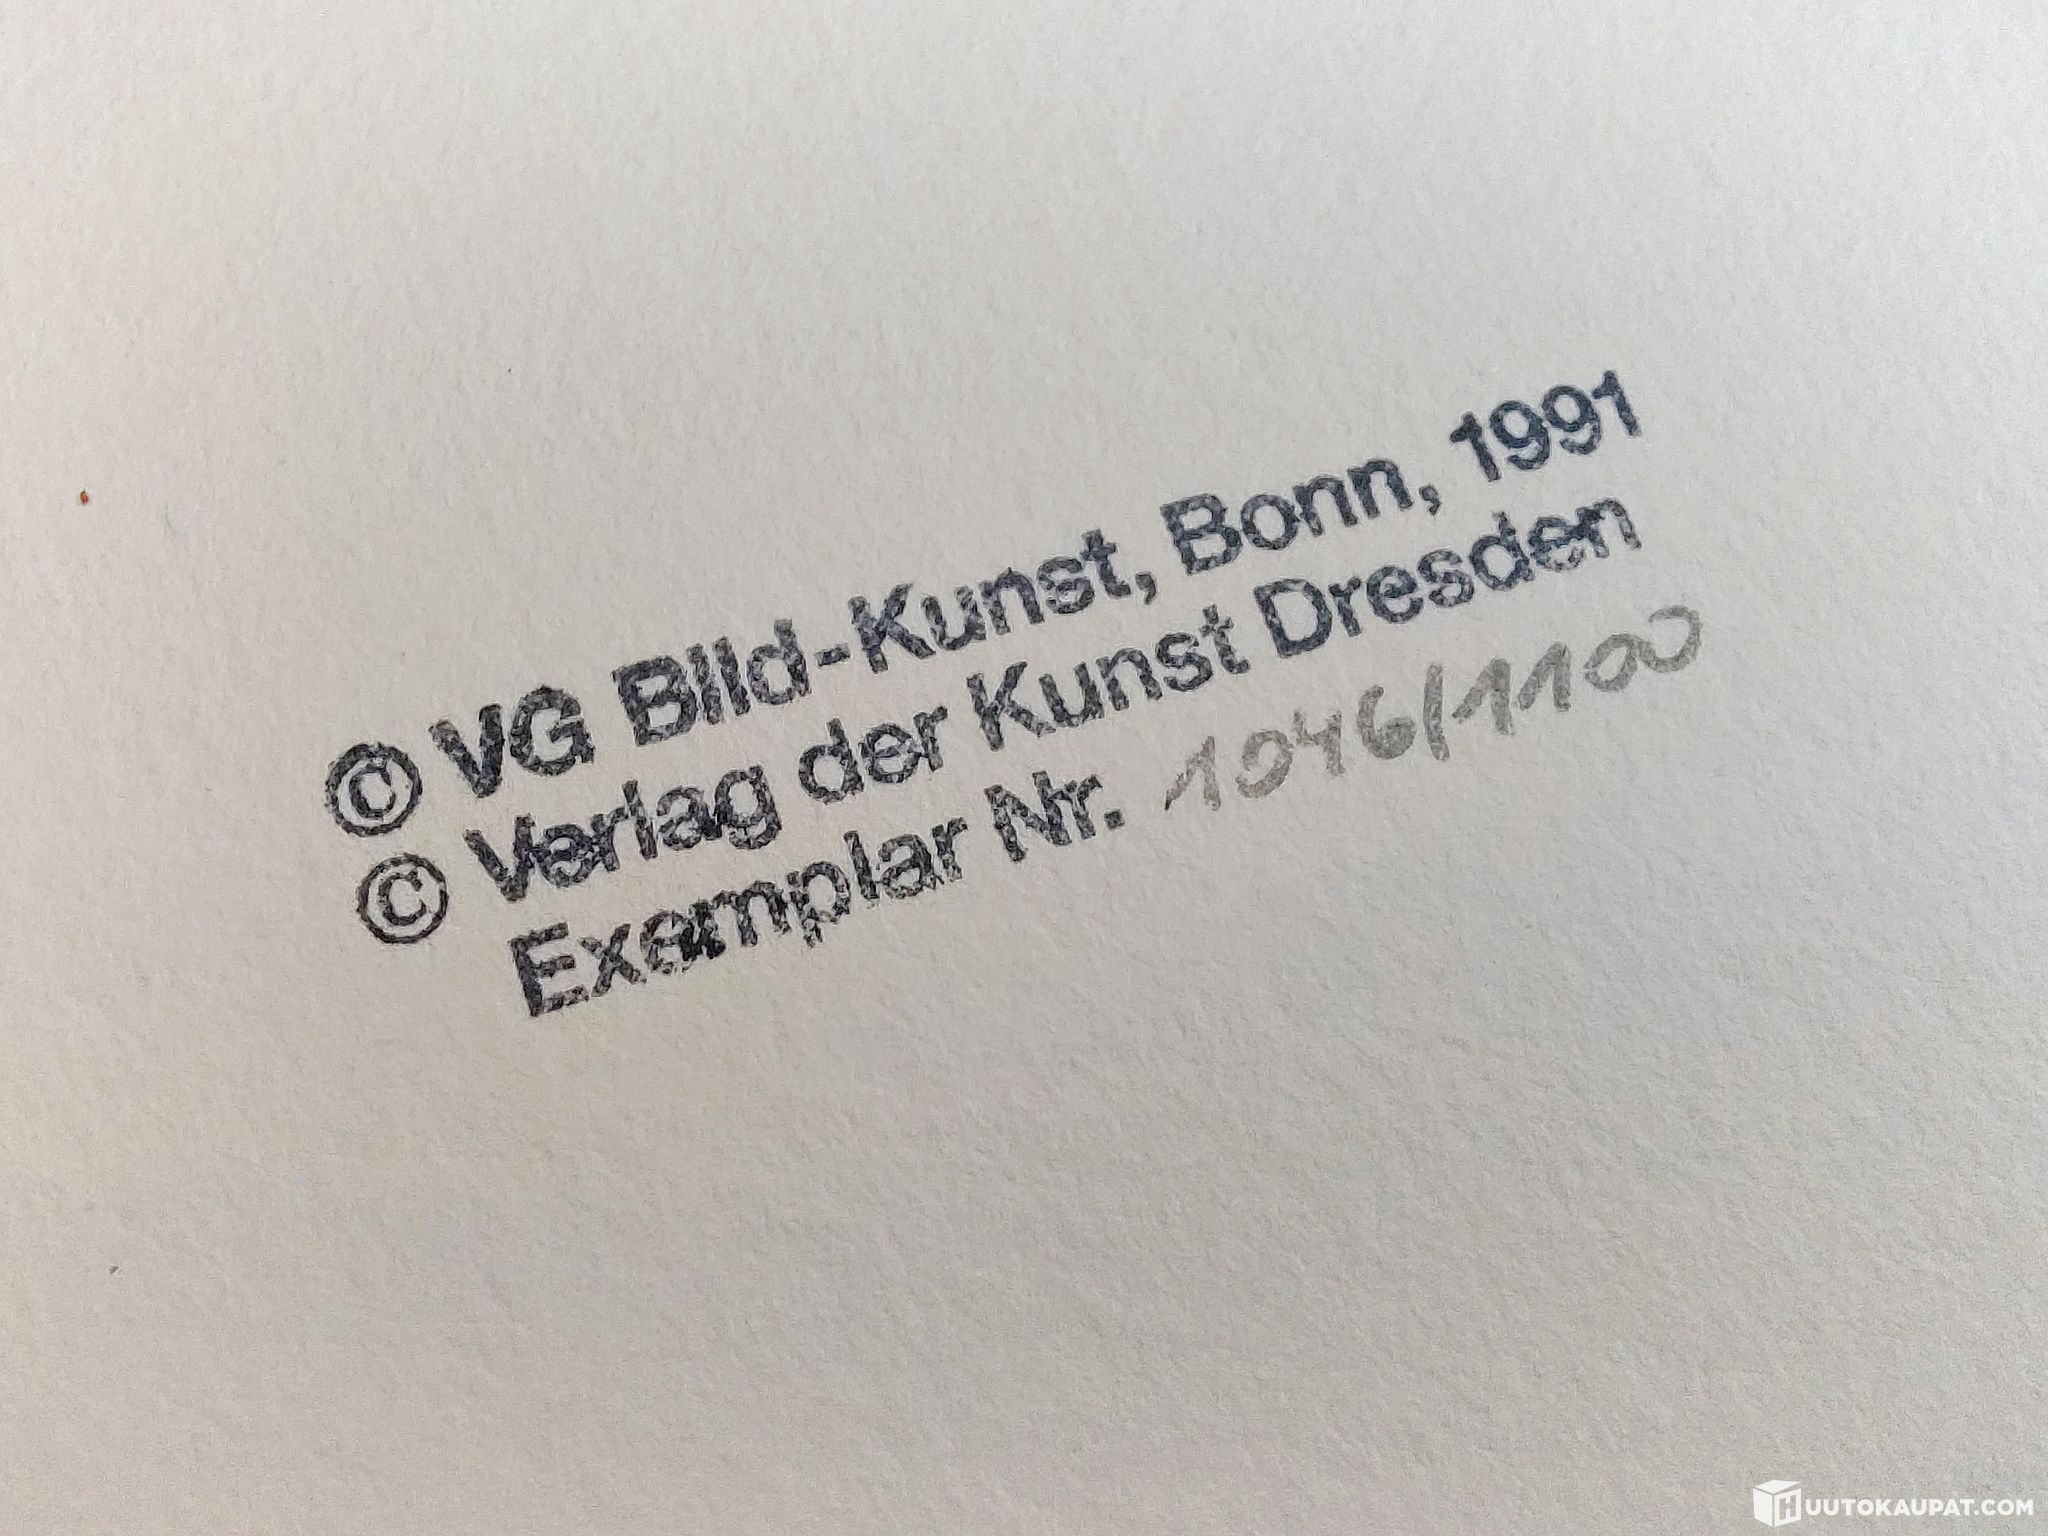 © VG Bild-Kunst, Bonn, 1991
© Verlag der Kunst Dresden
Exemplar Nr. 1046/1100
HUUTOKAUPAT.COM